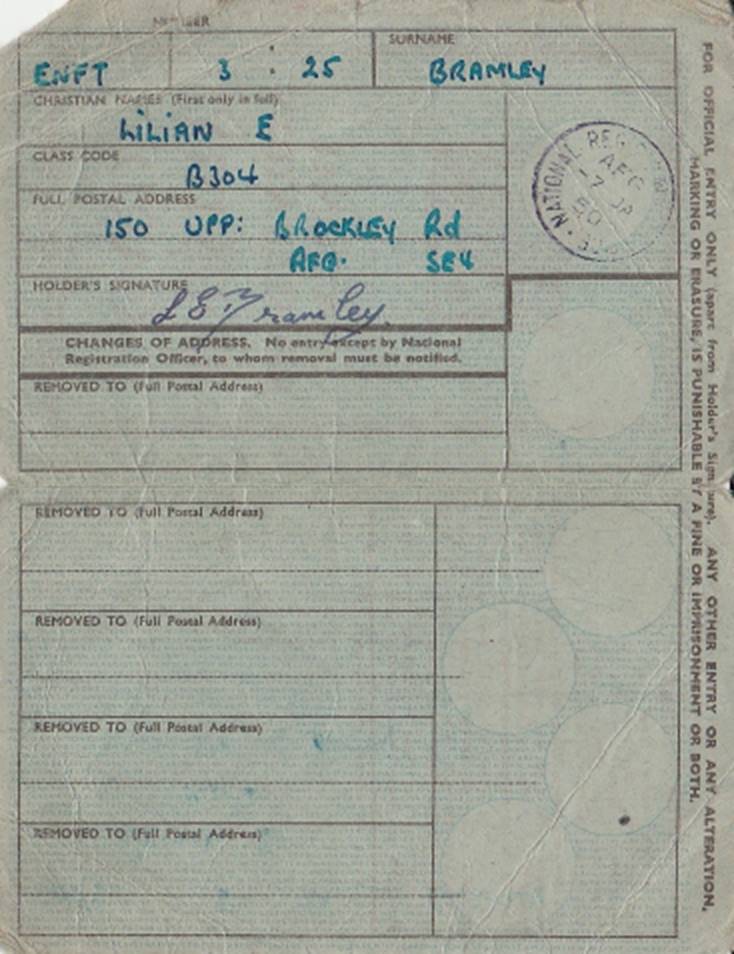 NUMBER
SURNAME
ENFT 3 : 25 BRAMLEY
CHRISTIAN NAMES (First only in full)
LILIAN E
CLASS CODE
B304
FULL POSTAL ADDRESS
150 UPP: BROCKLEY Rd
SE4
HOLDER'S SIGNATURE
L E Bramley.
NATIONAL REG
7 JA
50
CHANGES OF ADDRESS. No entry except by National
Registration Officer, to whom removal must be notified.
REMOVED TO (Full Postal Address)
REMOVED TO (Full Postal Address)
REMOVED TO (Full Postal Address)
REMOVED TO (Full Postal Address)
REMOVED TO (Full Postal Address)
FOR OFFICIAL ENTRY ONLY (apart from Holder's Signature). ANY OTHER ENTRY OR ANY ALTERATION,
MARKING OR ERASURE, IS PUNISHABLE BY A FINE OR IMPRISONMENT OR BOTH.